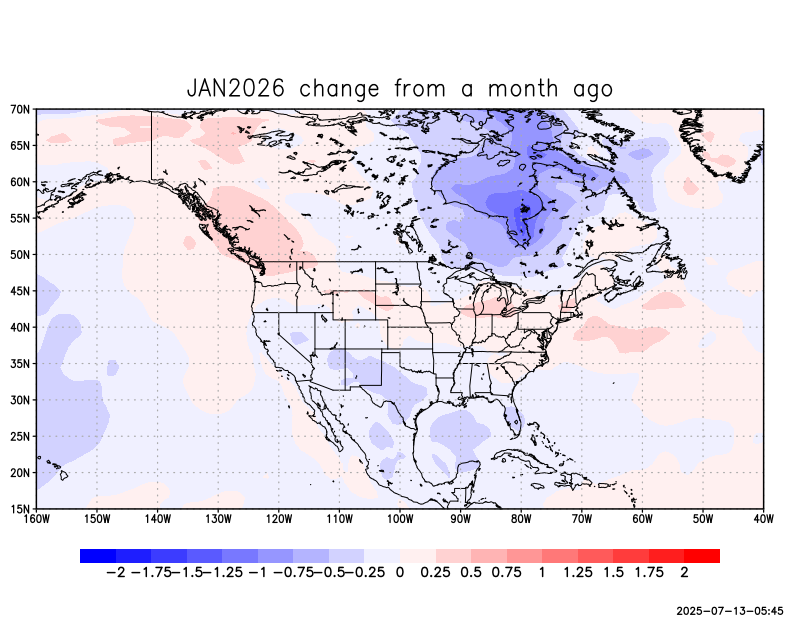 JAN2026 change from a month ago
70N
65N
60N
55N
50N
45N
40N
35N
30N
25N
20N
15N
160W 150W 140W 130W 120W 110W 100W 90W 80W 70W 60W 50W 40W
-2 -1.75 -1.5 -1.25 -1 -0.75 -0.5 -0.25 0 0.25 0.5 0.75 1 1.25 1.5 1.75 2
2025-07-13-05:45